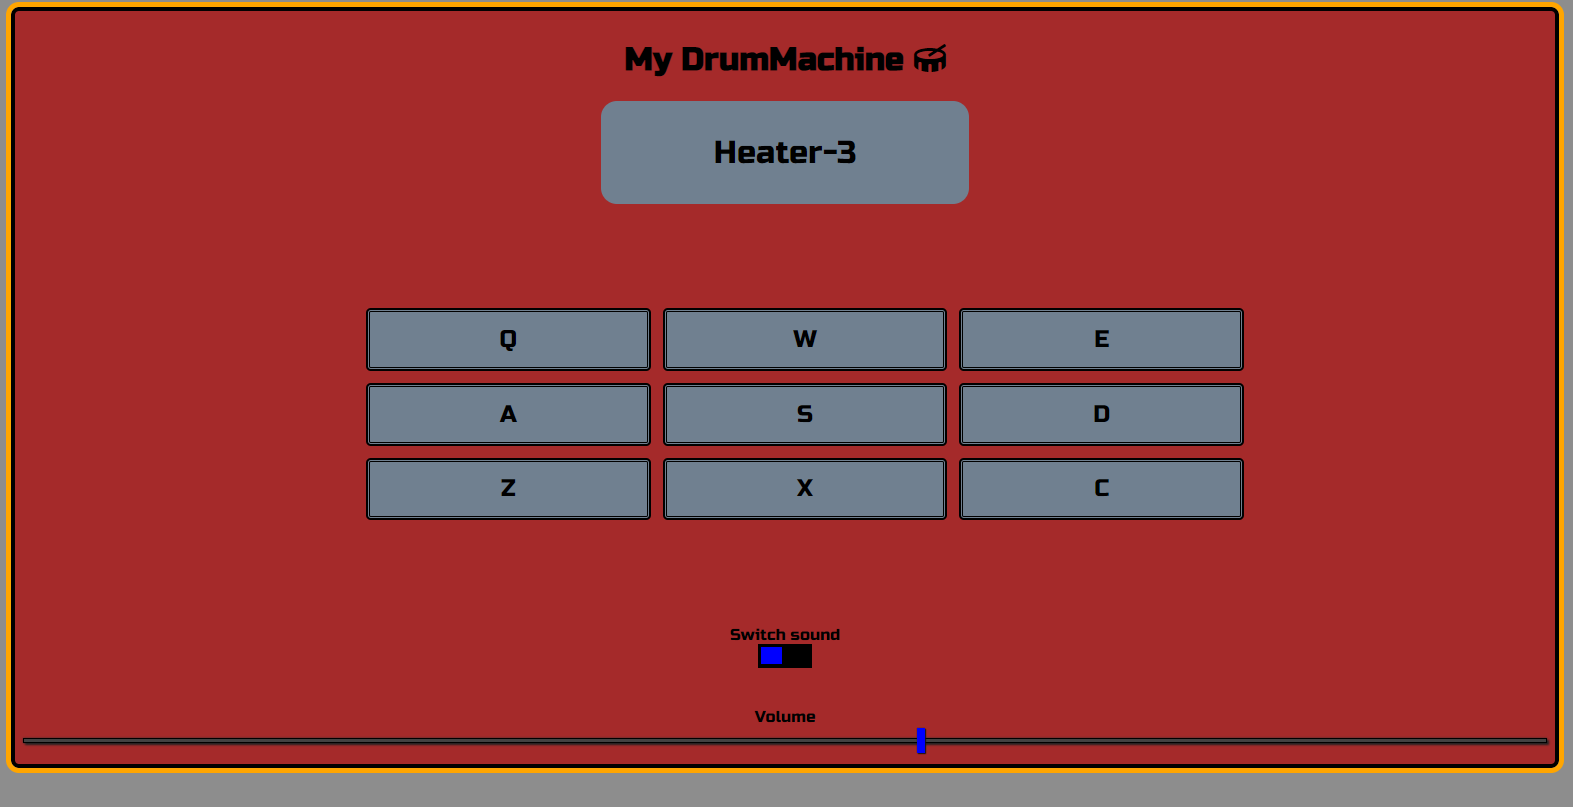 My DrumMachine
Heater-3
Q W E
A S D
Z X C
Switch sound
Volume